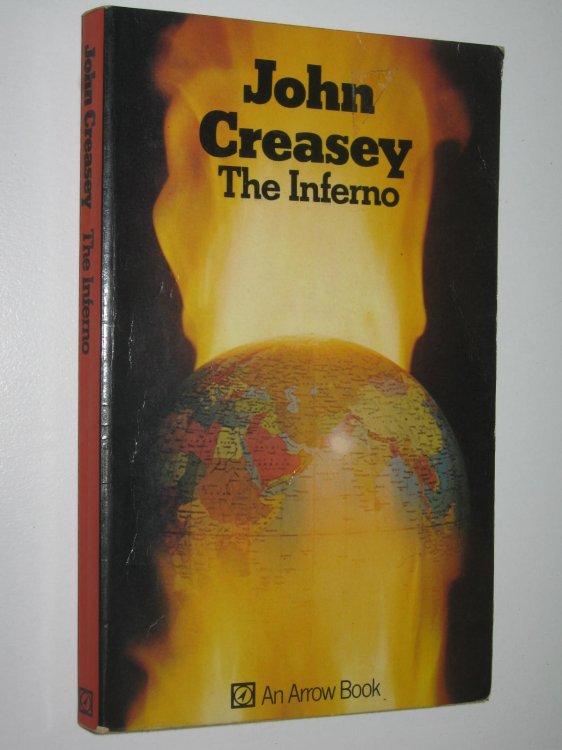 John
Creasey
The Inferno
An Arrow Book
John Creasey The Inferno